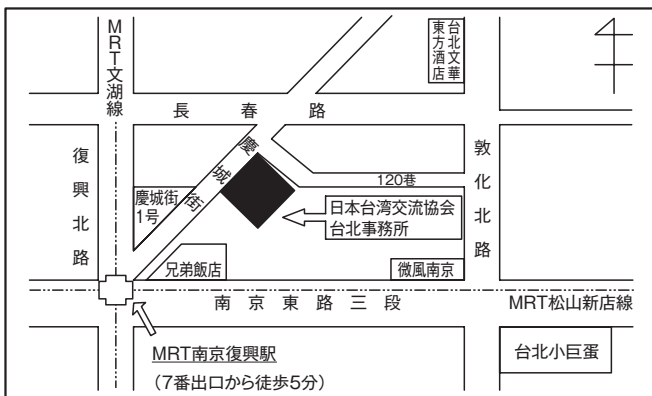 MRT文湖線
台北文華
東方酒店
長春路
復興北路
慶城街
敦化北路
120巷
慶城街
1号
日本台湾交流協会
台北事務所
兄弟飯店
微風南京
南京東路三段
MRT松山新店線
MRT南京復興駅
(7番出口から徒歩5分)
台北小巨蛋